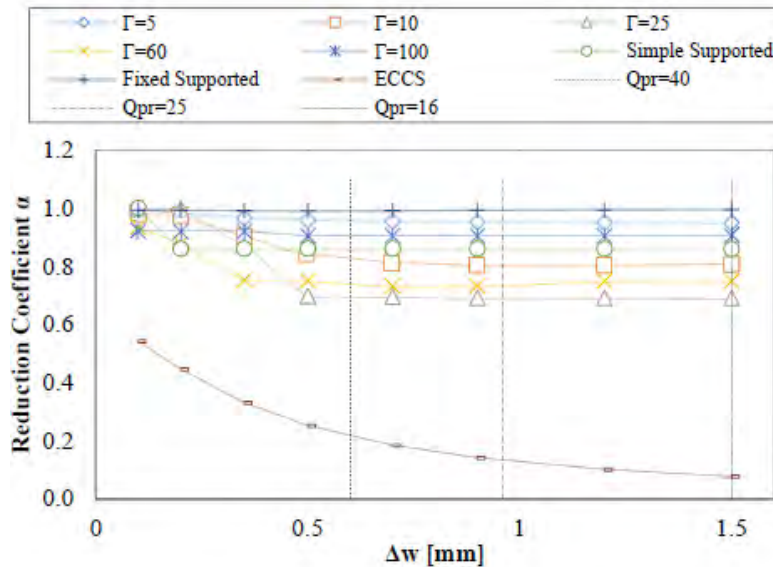 Γ=5 Γ=10 Γ=25
Γ=60 Γ=100 Simple Supported
Fixed Supported ECCS Qpr=40
Qpr=25 Qpr=16
1.2
1.0
0.8
0.6
0.4
0.2
0.0
Reduction Coefficient α
0 0.5 1 1.5
Δw [mm]